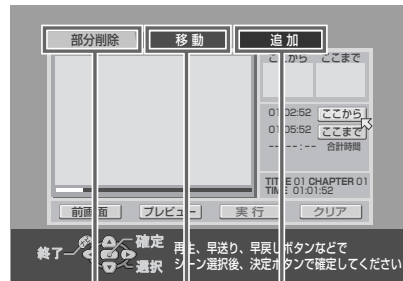 部分削除 移動 追加
ここから ここまで
01:02:52 ここから
01:05:52 ここまで
--:--:-- 合計時間
TITLE 01 CHAPTER 01
TIME 01:01:52
前画面 プレビュー 実行 クリア
終了 確定
選択
再生、早送り、早戻しボタンなどで
シーン選択後、決定ボタンで確定してください